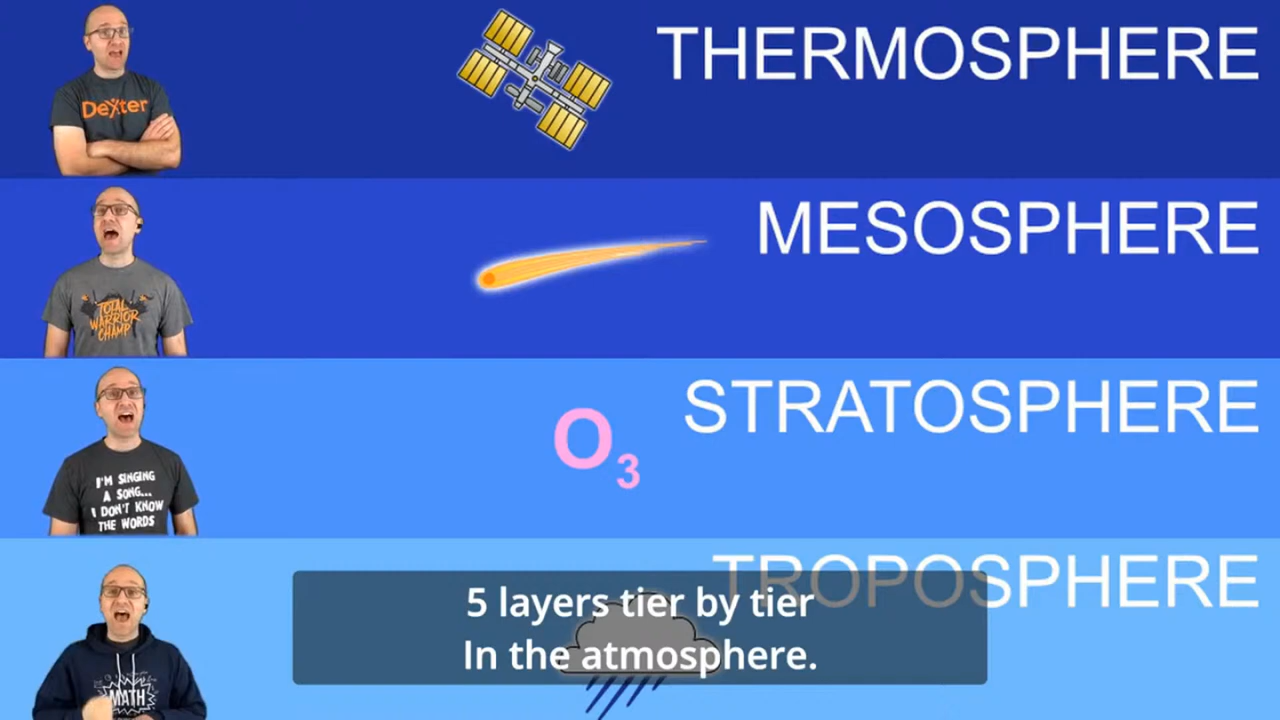 THERMOSPHERE
DeXter
MESOSPHERE
TOTAL
WARRIOR
CHAMP
STRATOSPHERE
O₃
I'M SINGING
A SONG...
I DON'T KNOW
THE WORDS
TROPOSPHERE
5 layers tier by tier
In the atmosphere.
MATH